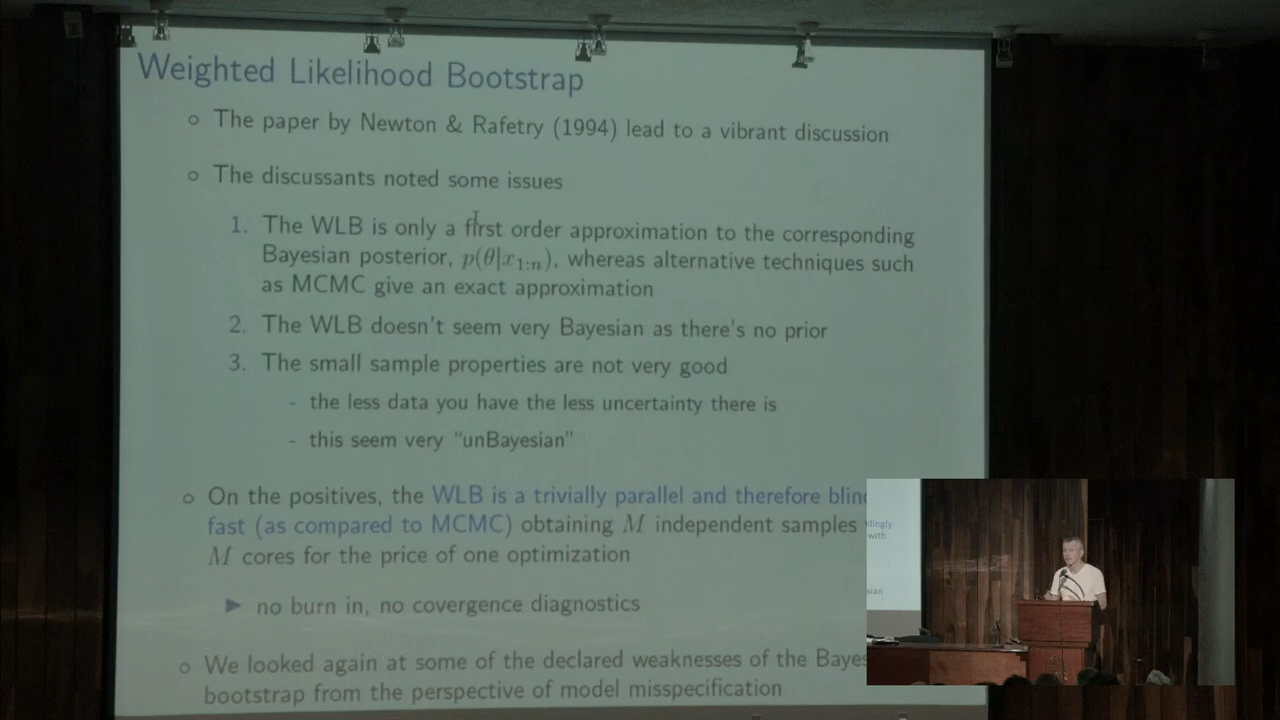 Weighted Likelihood Bootstrap
The paper by Newton & Rafetry (1994) lead to a vibrant discussion
The discussants noted some issues
1. The WLB is only a first order approximation to the corresponding
Bayesian posterior, p(θ|x₁:ₙ), whereas alternative techniques such
as MCMC give an exact approximation
2. The WLB doesn't seem very Bayesian as there's no prior
3. The small sample properties are not very good
- the less data you have the less uncertainty there is
- this seem very "unBayesian"
On the positives, the WLB is a trivially parallel and therefore
fast (as compared to MCMC) obtaining M independent samples
M cores for the price of one optimization
no burn in, no covergence diagnostics
We looked again at some of the declared weaknesses of the
bootstrap from the perspective of model misspecification
with